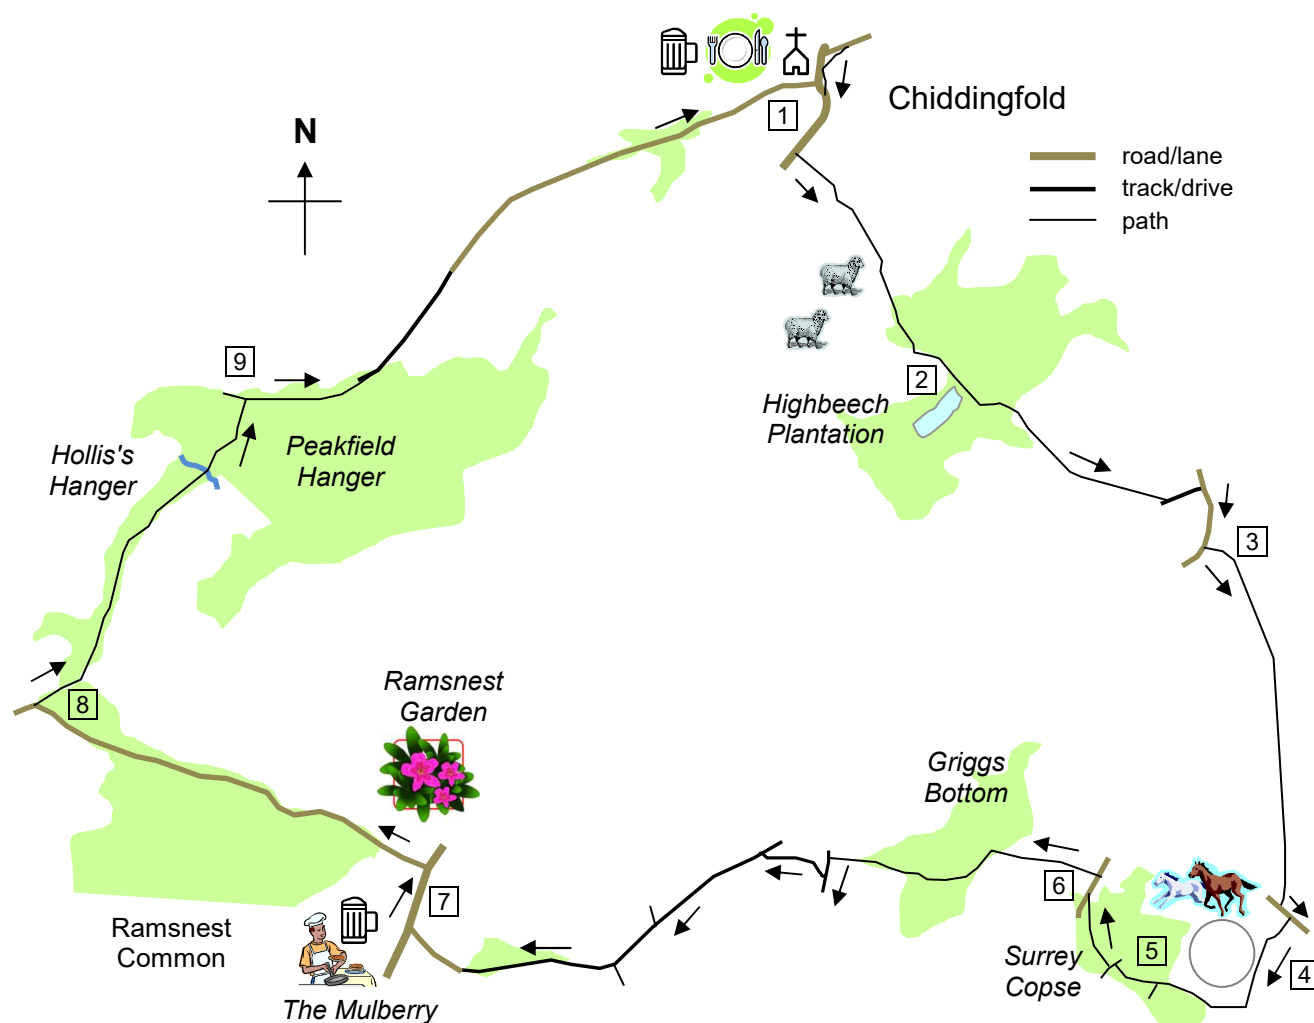 Chiddingfold
1
N
road/lane
track/drive
path
9
2
Highbeech
Plantation
Hollis's
Hanger
Peakfield
Hanger
3
8
Ramsnest
Garden
Griggs
Bottom
7
6
Ramsnest
Common
Surrey
Copse
5
4
The Mulberry